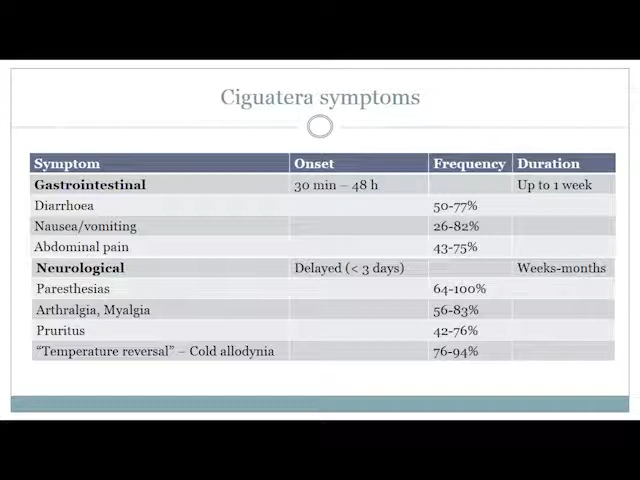 Ciguatera symptoms
Symptom Onset Frequency Duration
Gastrointestinal 30 min – 48 h Up to 1 week
Diarrhoea 50-77%
Nausea/vomiting 26-82%
Abdominal pain 43-75%
Neurological Delayed (< 3 days) Weeks-months
Paresthesias 64-100%
Arthralgia, Myalgia 56-83%
Pruritus 42-76%
“Temperature reversal” – Cold allodynia 76-94%